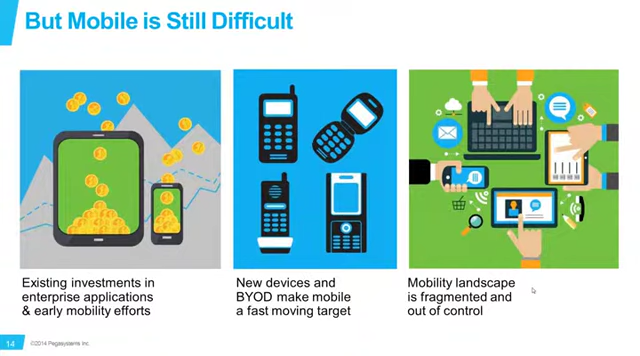 But Mobile is Still Difficult
Existing investments in
enterprise applications
& early mobility efforts
New devices and
BYOD make mobile
a fast moving target
Mobility landscape
is fragmented and
out of control
14
©2014 Pegasystems Inc.